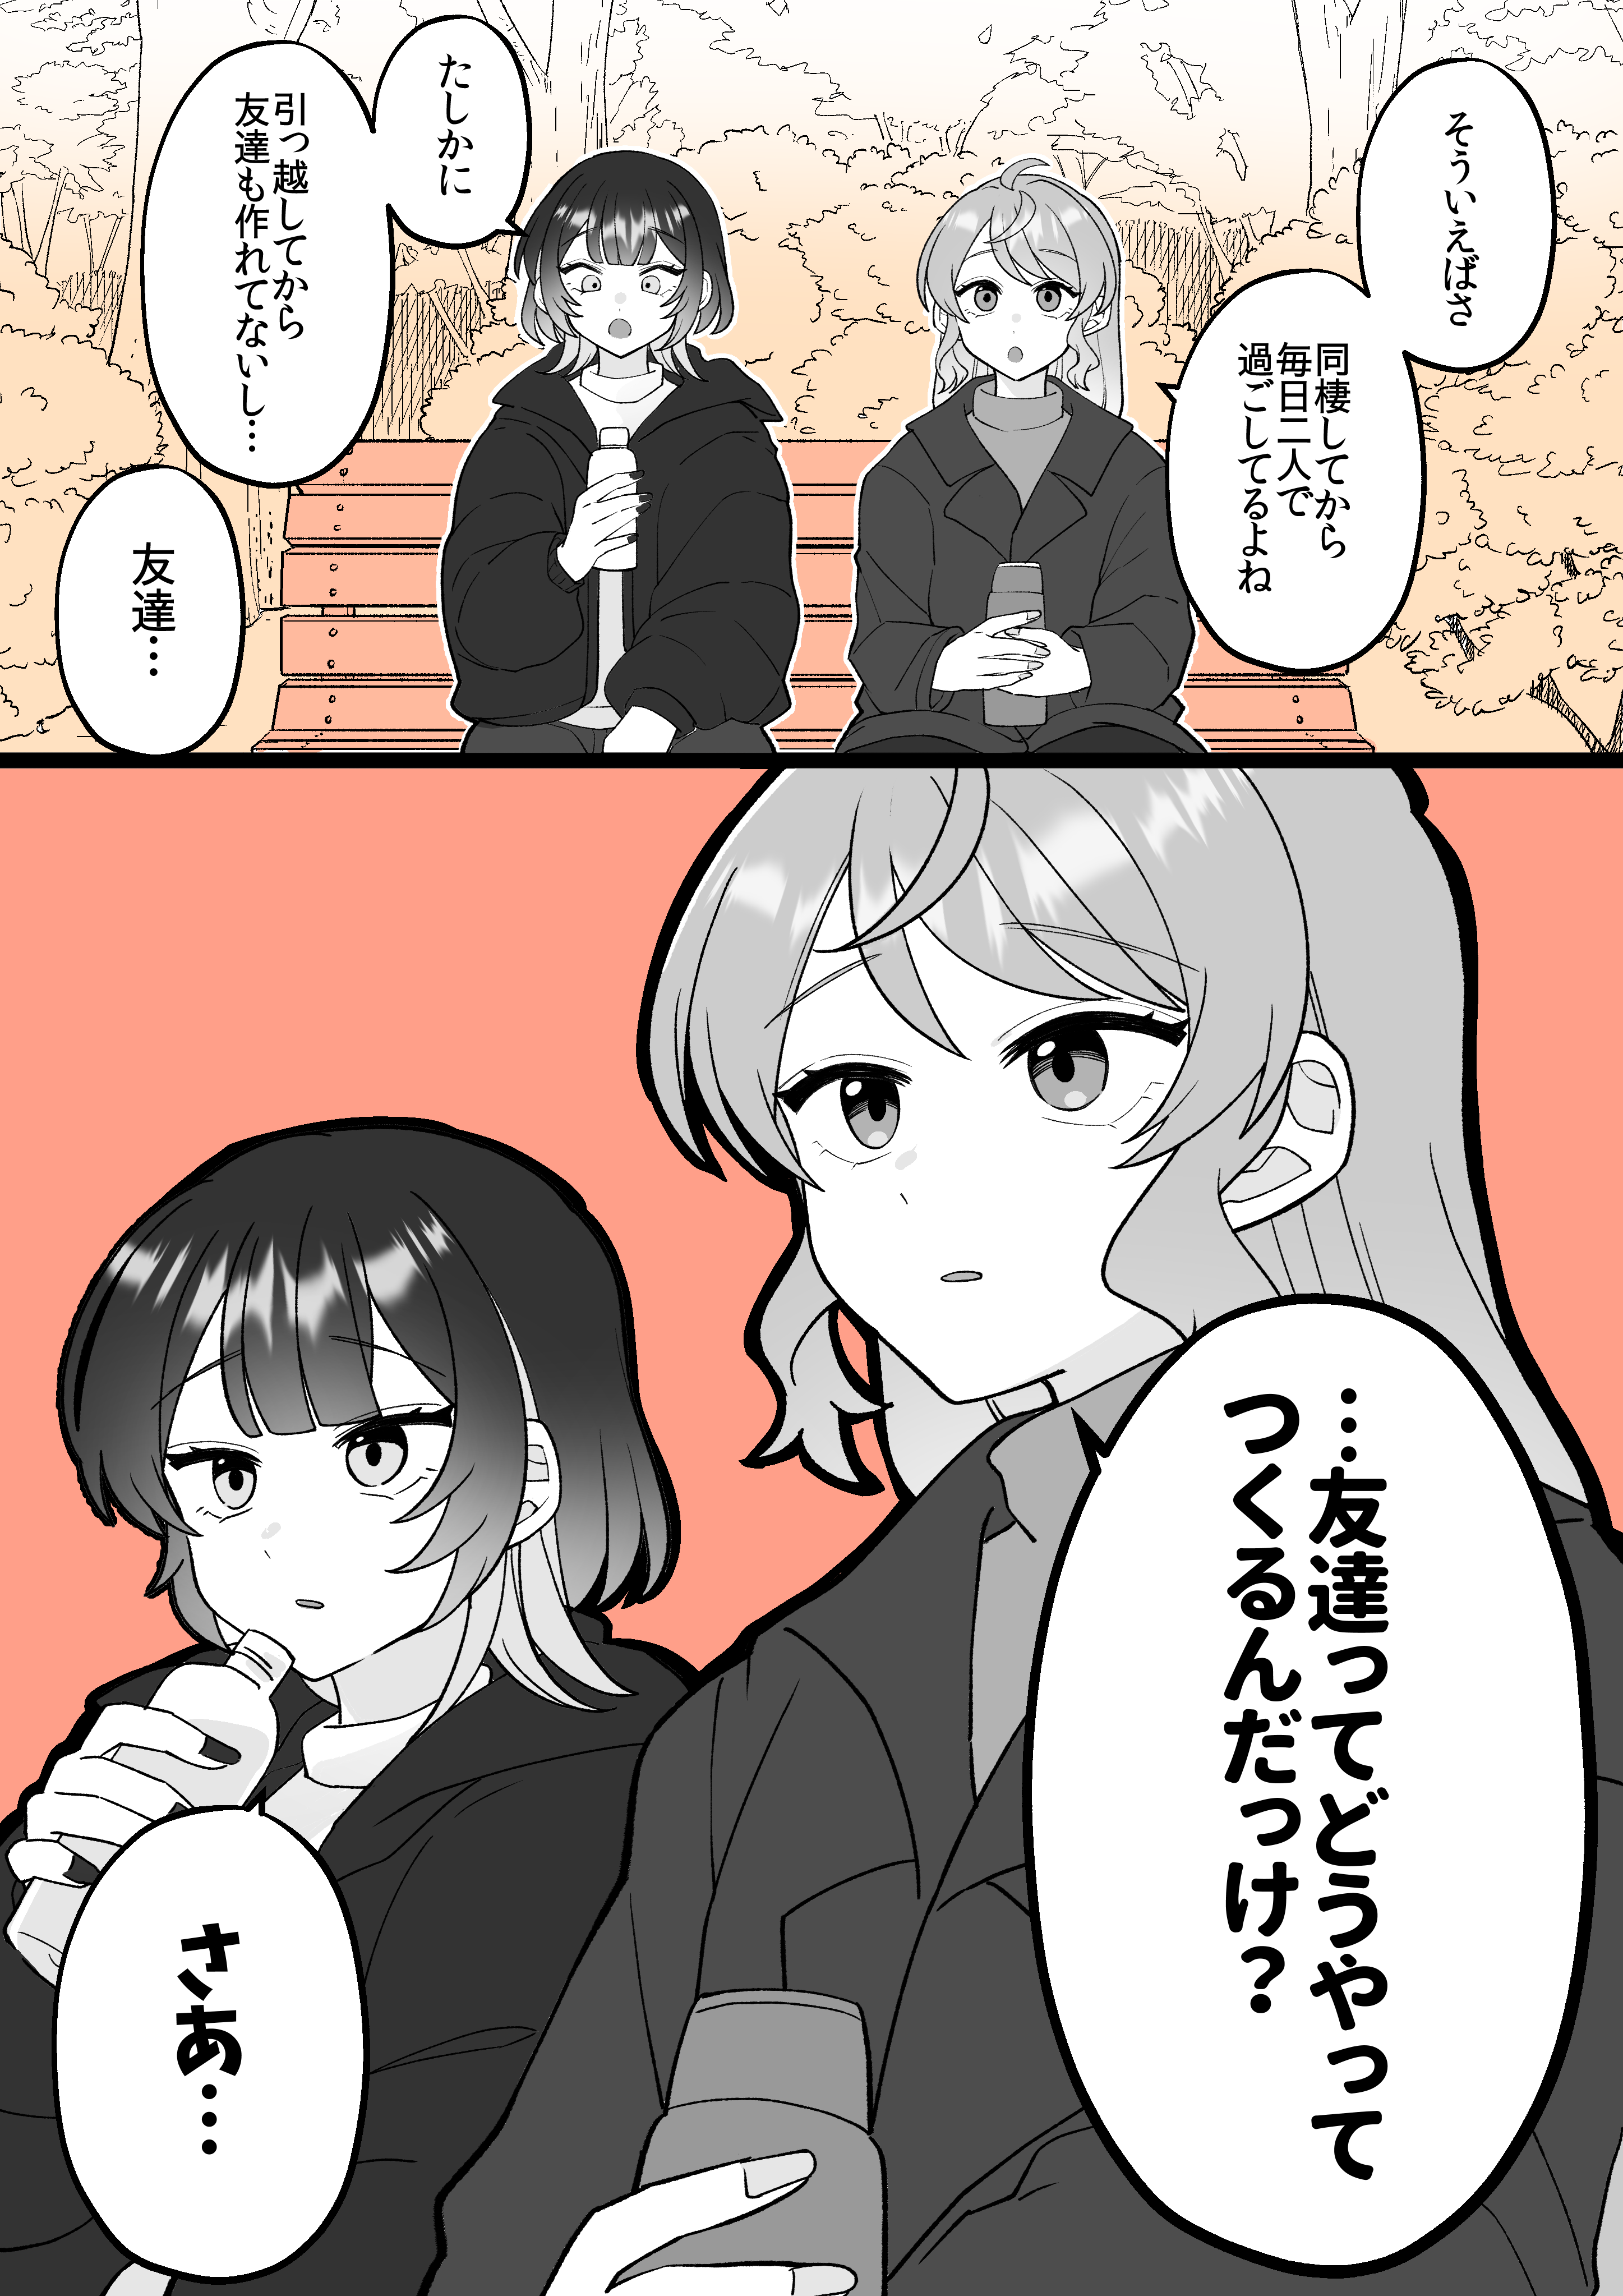 そういえばさ
同棲してから
毎日二人で
過ごしてるよね
たしかに
引っ越してから
友達も作れてないし…
友達…
…友達ってどうやって
つくるんだっけ？
さあ…